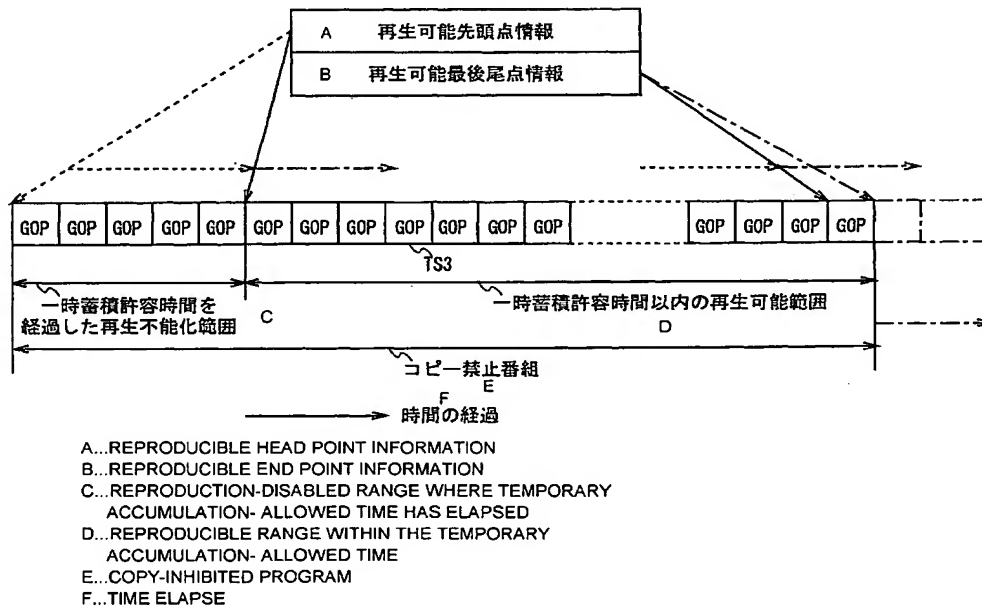 A 再生可能先頭点情報
B 再生可能最後尾点情報
GOP GOP GOP GOP GOP GOP GOP GOP GOP GOP GOP GOP GOP GOP GOP GOP
TS3
一時蓄積許容時間を
経過した再生不能化範囲
C
一時蓄積許容時間以内の再生可能範囲
D
コピー禁止番組
E
F
時間の経過
A...REPRODUCIBLE HEAD POINT INFORMATION
B...REPRODUCIBLE END POINT INFORMATION
C...REPRODUCTION-DISABLED RANGE WHERE TEMPORARY
ACCUMULATION- ALLOWED TIME HAS ELAPSED
D...REPRODUCIBLE RANGE WITHIN THE TEMPORARY
ACCUMULATION- ALLOWED TIME
E...COPY-INHIBITED PROGRAM
F...TIME ELAPSE